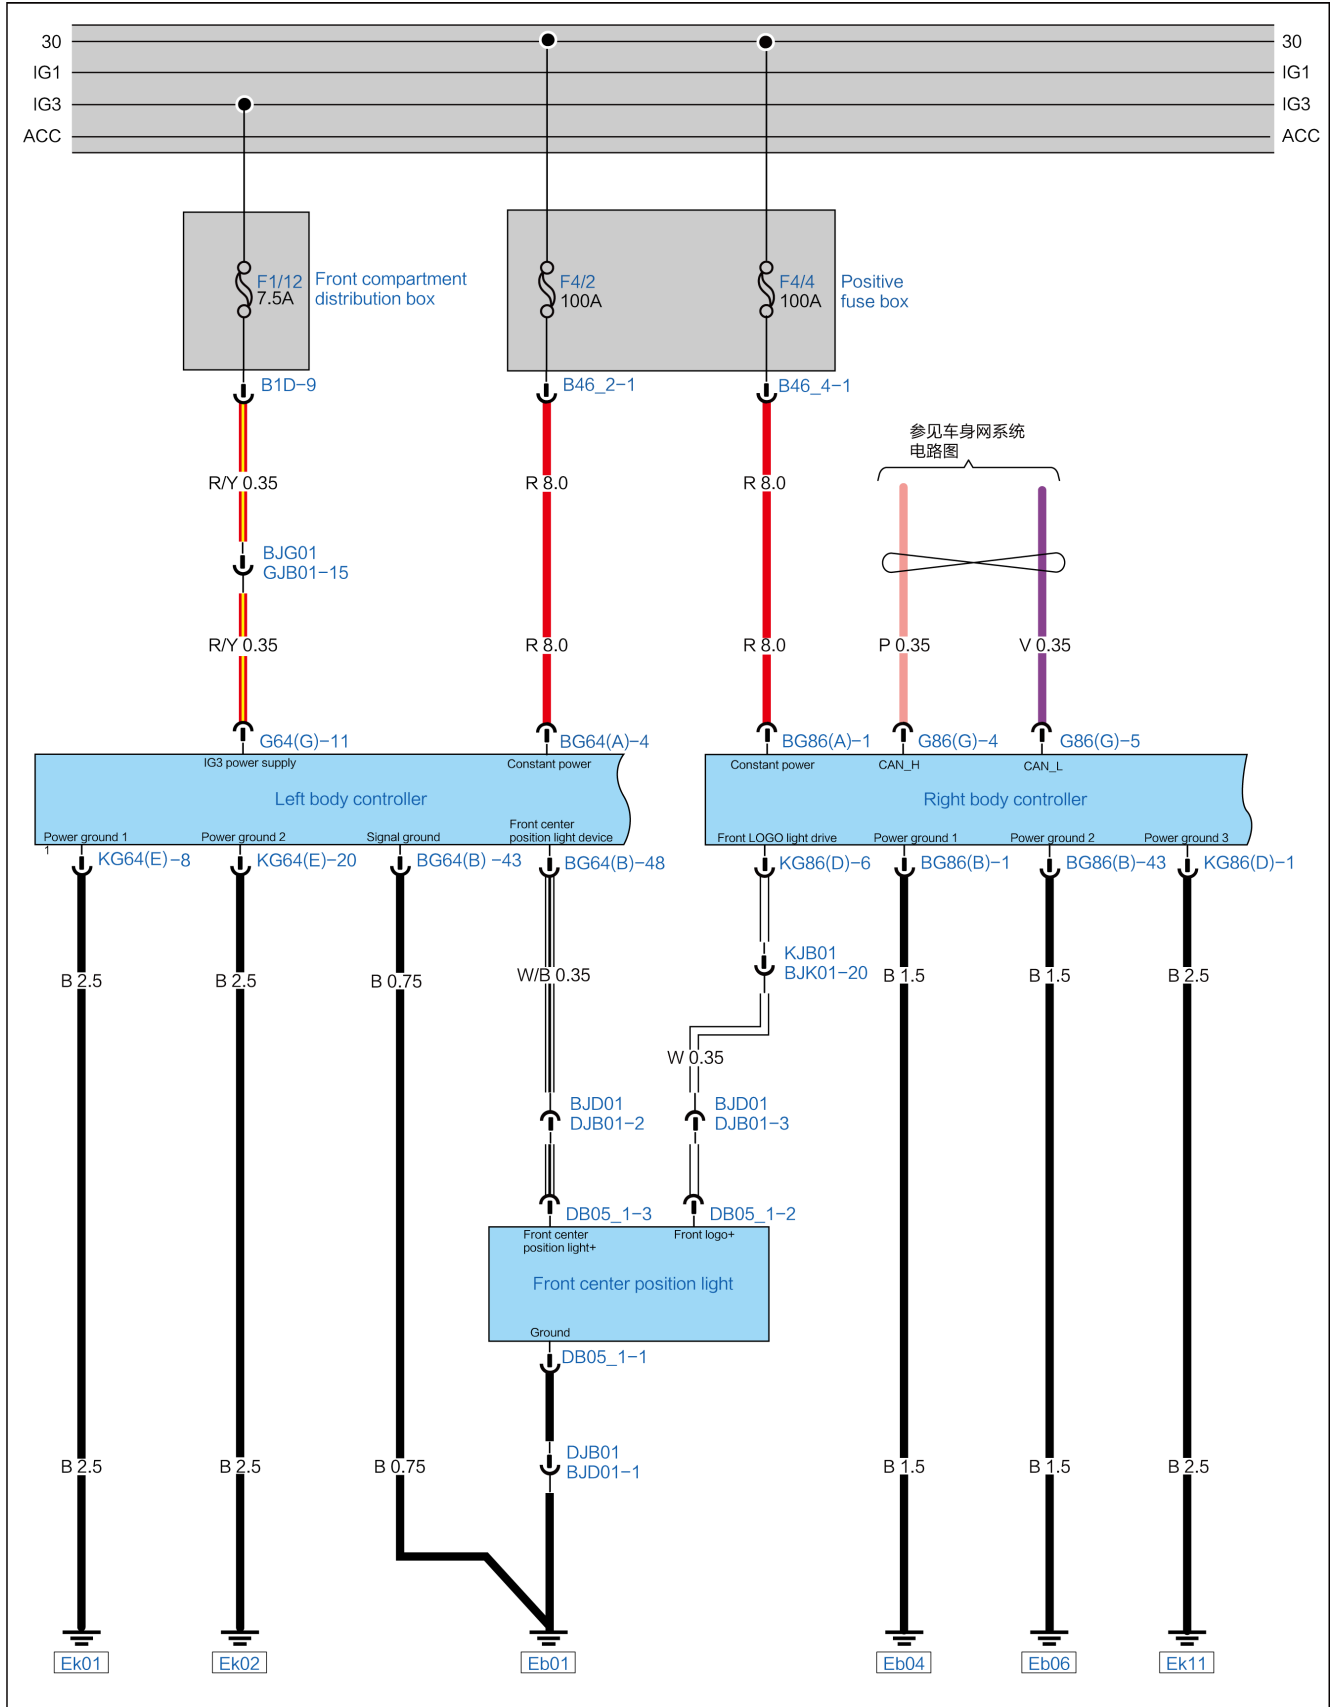 30
30
IG1
IG1
IG3
IG3
ACC
ACC
F1/12
7.5A
Front compartment
distribution box
F4/2
100A
F4/4
100A
Positive
fuse box
B1D-9
B46_2-1
B46_4-1
参见车身网系统
电路图
R/Y 0.35
R 8.0
R 8.0
BJG01
GJB01-15
R/Y 0.35
R 8.0
R 8.0
P 0.35
V 0.35
G64(G)-11
BG64(A)-4
BG86(A)-1
G86(G)-4
G86(G)-5
IG3 power supply
Constant power
Constant power
CAN_H
CAN_L
Left body controller
Right body controller
Power ground 1
1
Power ground 2
Signal ground
Front center
position light device
Front LOGO light drive
Power ground 1
Power ground 2
Power ground 3
KG64(E)-8
KG64(E)-20
BG64(B) -43
BG64(B)-48
KG86(D)-6
BG86(B)-1
BG86(B)-43
KG86(D)-1
KJB01
BJK01-20
B 2.5
B 2.5
B 0.75
W/B 0.35
B 1.5
B 1.5
B 2.5
W 0.35
BJD01
DJB01-2
BJD01
DJB01-3
DB05_1-3
DB05_1-2
Front center
position light+
Front logo+
Front center position light
Ground
DB05_1-1
DJB01
BJD01-1
B 2.5
B 2.5
B 0.75
B 1.5
B 1.5
B 2.5
Ek01
Ek02
Eb01
Eb04
Eb06
Ek11